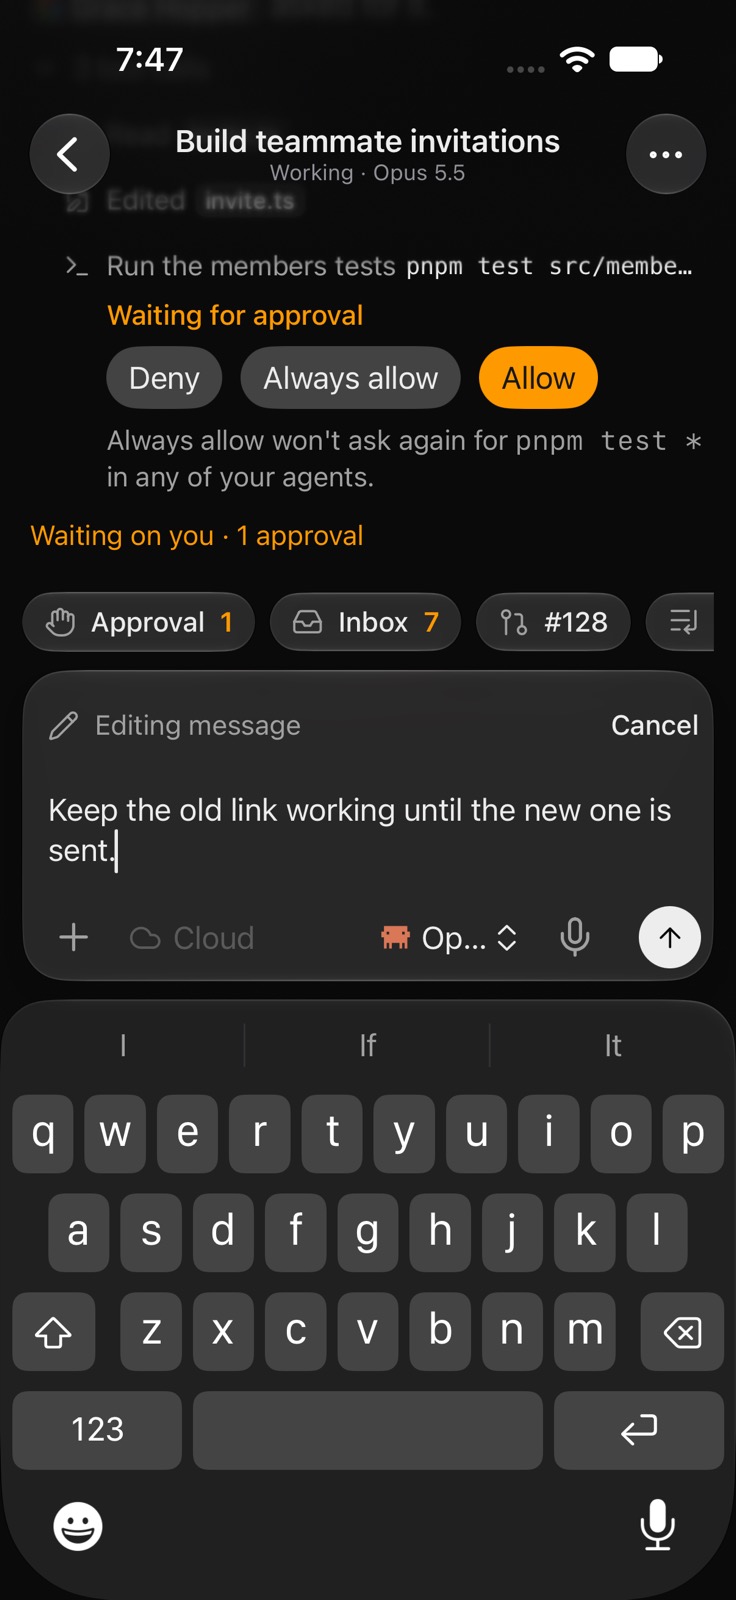 7:47
Build teammate invitations
Working · Opus 5.5
Edited invite.ts
Run the members tests pnpm test src/membe…
Waiting for approval
Deny
Always allow
Allow
Always allow won't ask again for pnpm test *
in any of your agents.
Waiting on you · 1 approval
Approval 1
Inbox 7
#128
Editing message
Cancel
Keep the old link working until the new one is
sent.
Cloud
Op…
I
If
It
q w e r t y u i o p
a s d f g h j k l
z x c v b n m
123